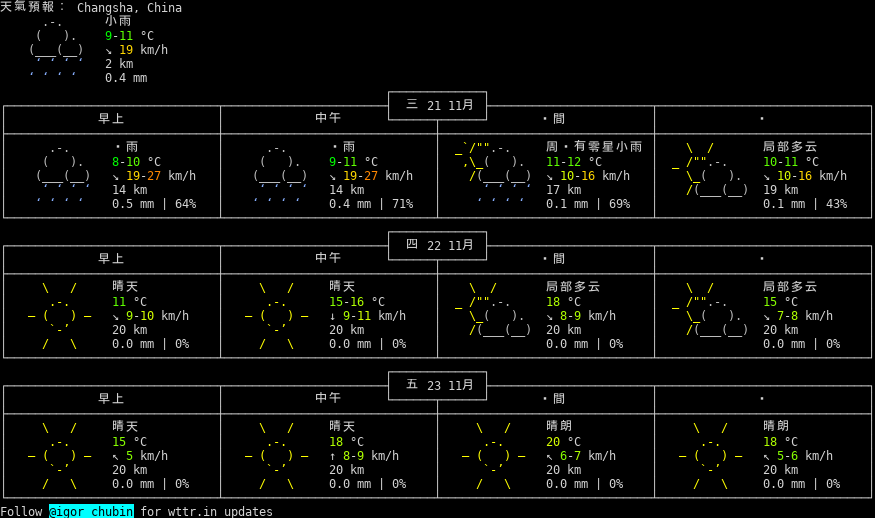 天氣預報： Changsha, China
小雨
9-11 °C
↘ 19 km/h
2 km
0.4 mm
三 21 11月
早上 中午 ・間 ・
・雨 ・雨 周・有零星小雨 局部多云
8-10 °C 9-11 °C 11-12 °C 10-11 °C
↘ 19-27 km/h ↘ 19-27 km/h ↘ 10-16 km/h ↘ 10-16 km/h
14 km 14 km 17 km 19 km
0.5 mm | 64% 0.4 mm | 71% 0.1 mm | 69% 0.1 mm | 43%
四 22 11月
早上 中午 ・間 ・
晴天 晴天 局部多云 局部多云
11 °C 15-16 °C 18 °C 15 °C
↘ 9-10 km/h ↓ 9-11 km/h ↘ 8-9 km/h ↘ 7-8 km/h
20 km 20 km 20 km 20 km
0.0 mm | 0% 0.0 mm | 0% 0.0 mm | 0% 0.0 mm | 0%
五 23 11月
早上 中午 ・間 ・
晴天 晴天 晴朗 晴朗
15 °C 18 °C 20 °C 18 °C
↖ 5 km/h ↑ 8-9 km/h ↖ 6-7 km/h ↖ 5-6 km/h
20 km 20 km 20 km 20 km
0.0 mm | 0% 0.0 mm | 0% 0.0 mm | 0% 0.0 mm | 0%
Follow @igor_chubin for wttr.in updates